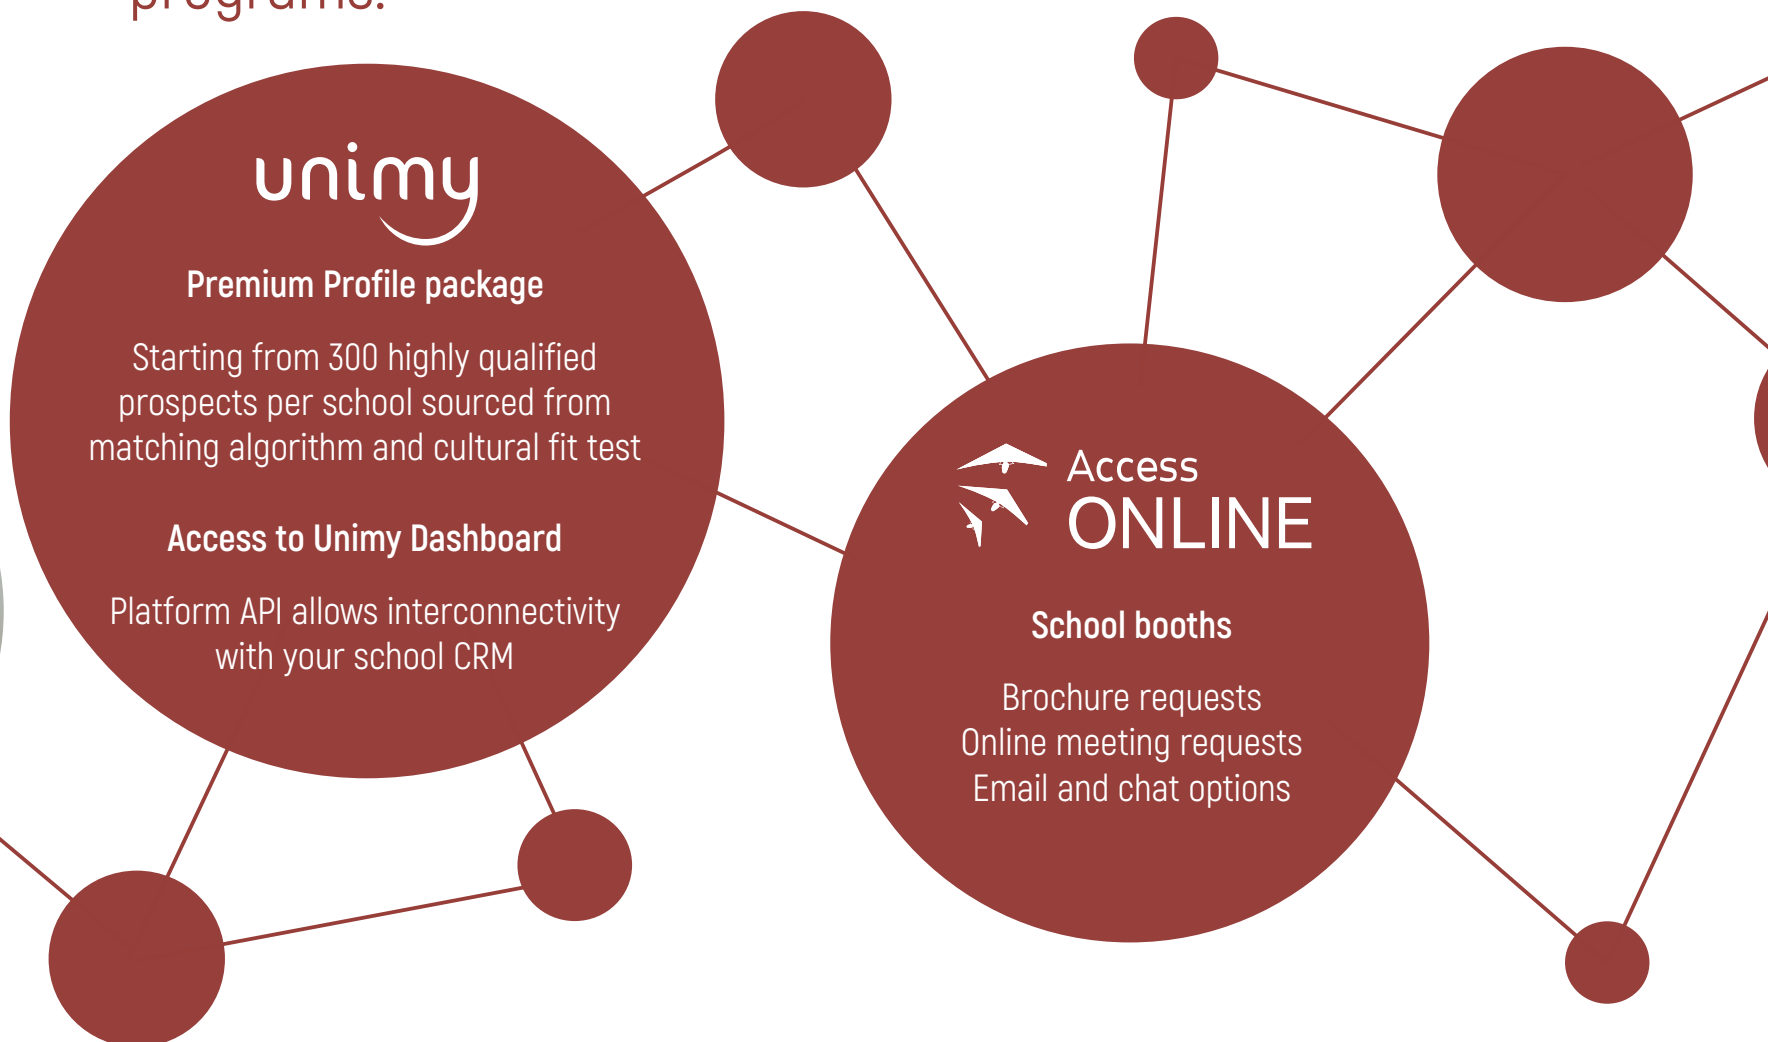 programs.
unimy
Premium Profile package
Starting from 300 highly qualified
prospects per school sourced from
matching algorithm and cultural fit test
Access to Unimy Dashboard
Platform API allows interconnectivity
with your school CRM
Access
ONLINE
School booths
Brochure requests
Online meeting requests
Email and chat options